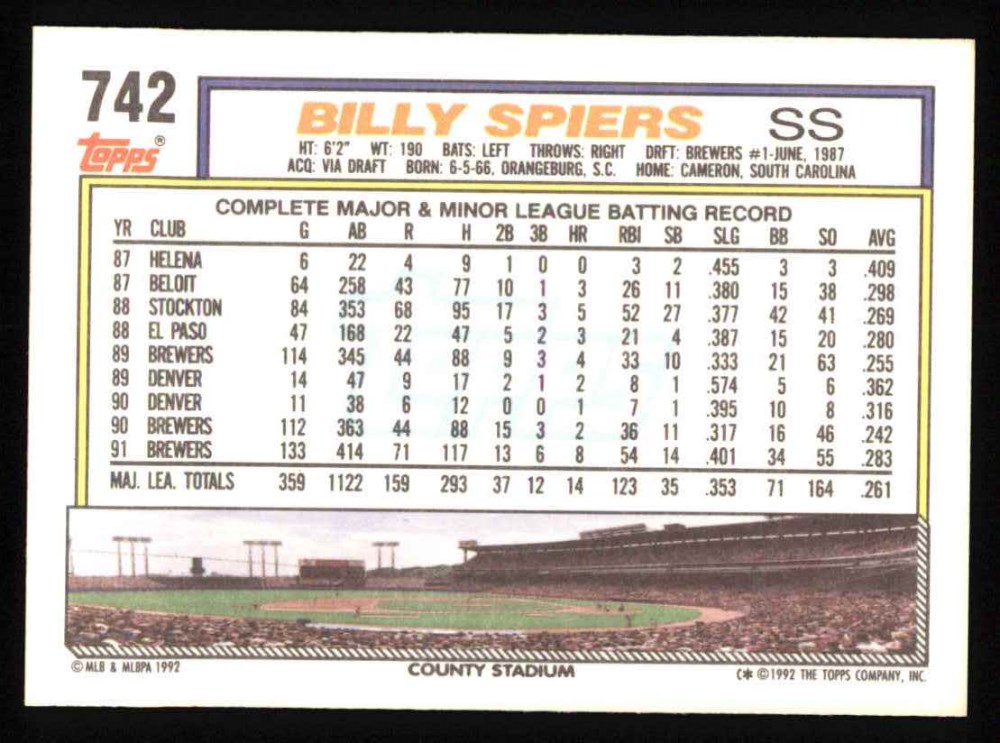 742
Topps®
BILLY SPIERS SS
HT: 6'2" WT: 190 BATS: LEFT THROWS: RIGHT DRFT: BREWERS #1-JUNE, 1987
ACQ: VIA DRAFT BORN: 6-5-66, ORANGEBURG, S.C. HOME: CAMERON, SOUTH CAROLINA
COMPLETE MAJOR & MINOR LEAGUE BATTING RECORD
YR CLUB G AB R H 2B 3B HR RBI SB SLG BB SO AVG
87 HELENA 6 22 4 9 1 0 0 3 2 .455 3 3 .409
87 BELOIT 64 258 43 77 10 1 3 26 11 .380 15 38 .298
88 STOCKTON 84 353 68 95 17 3 5 52 27 .377 42 41 .269
88 EL PASO 47 168 22 47 5 2 3 21 4 .387 15 20 .280
89 BREWERS 114 345 44 88 9 3 4 33 10 .333 21 63 .255
89 DENVER 14 47 9 17 2 1 2 8 1 .574 5 6 .362
90 DENVER 11 38 6 12 0 0 1 7 1 .395 10 8 .316
90 BREWERS 112 363 44 88 15 3 2 36 11 .317 16 46 .242
91 BREWERS 133 414 71 117 13 6 8 54 14 .401 34 55 .283
MAJ. LEA. TOTALS 359 1122 159 293 37 12 14 123 35 .353 71 164 .261
© MLB & MLBPA 1992
COUNTY STADIUM
C* © 1992 THE TOPPS COMPANY, INC.